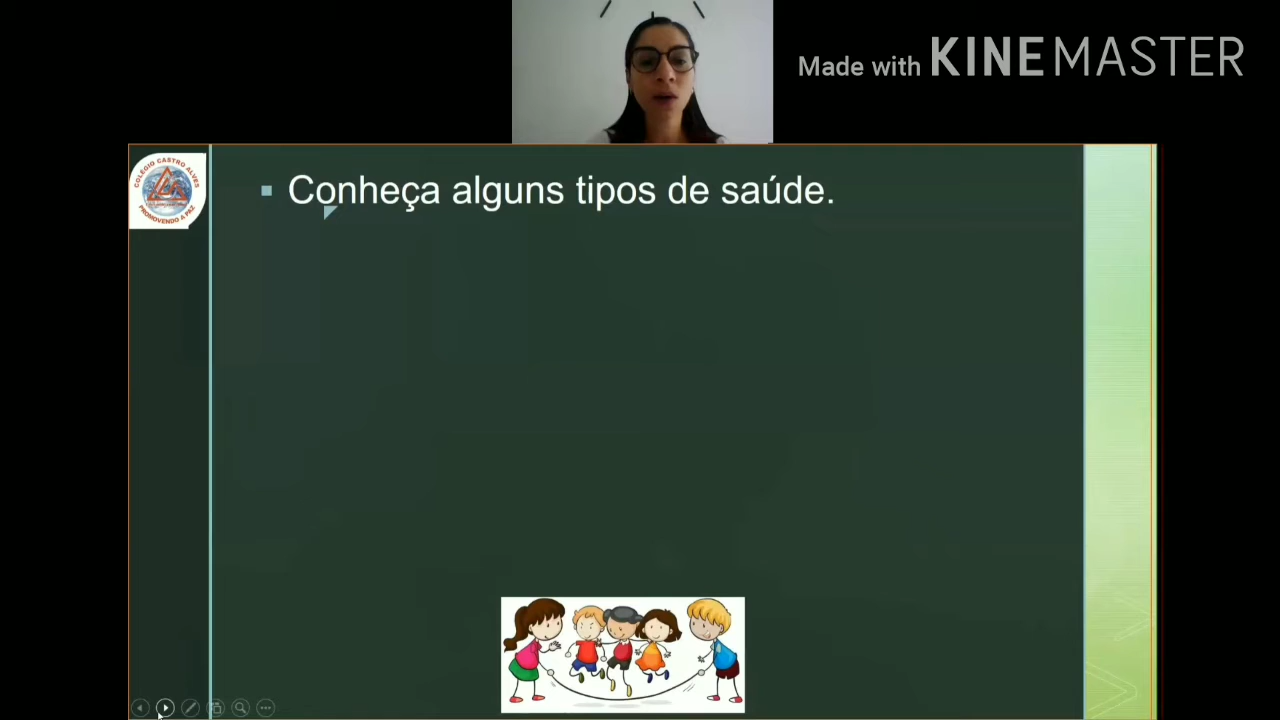 Made with KINEMASTER
COLÉGIO CASTRO ALVES
PROMOVENDO A PAZ
Conheça alguns tipos de saúde.